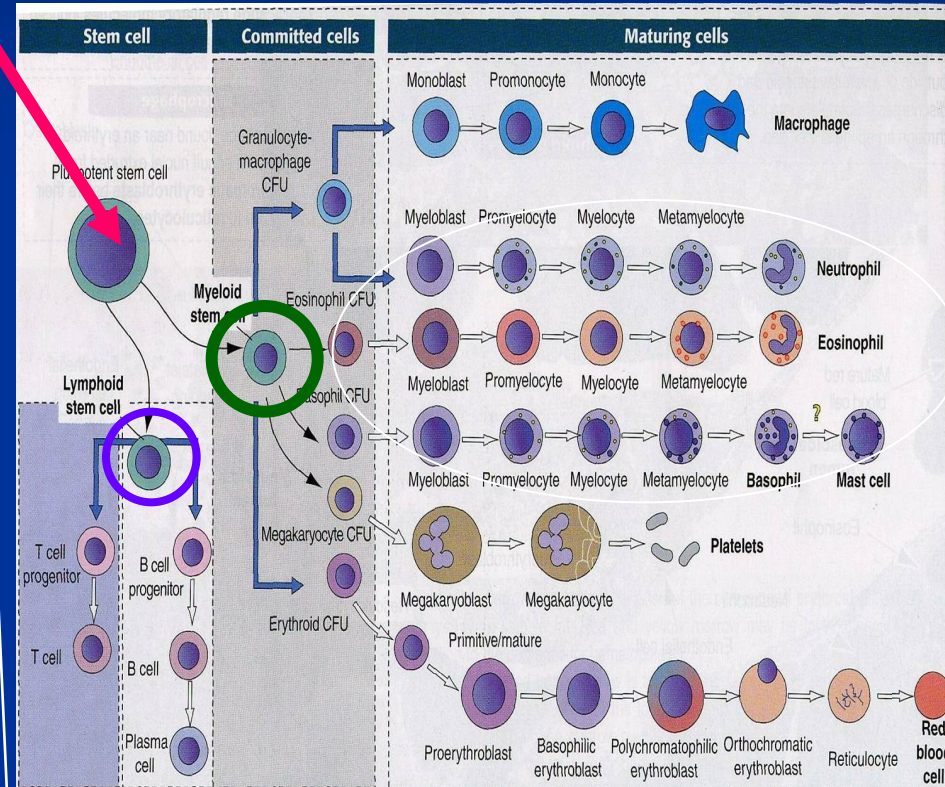 Stem cell
Committed cells
Maturing cells
Monoblast Promonocyte Monocyte
Macrophage
Granulocyte-
macrophage
CFU
Pluripotent stem cell
Myeloblast Promyelocyte Myelocyte Metamyelocyte
Neutrophil
Myeloid
stem cell
Eosinophil CFU
Eosinophil
Myeloblast Promyelocyte Myelocyte Metamyelocyte
Lymphoid
stem cell
Basophil CFU
?
Myeloblast Promyelocyte Myelocyte Metamyelocyte Basophil Mast cell
Megakaryocyte CFU
Platelets
T cell
progenitor
B cell
progenitor
Megakaryoblast Megakaryocyte
Erythroid CFU
Primitive/mature
T cell
B cell
Plasma
cell
Proerythroblast
Basophilic
erythroblast
Polychromatophilic
erythroblast
Orthochromatic
erythroblast
Reticulocyte
Red
blood
cell